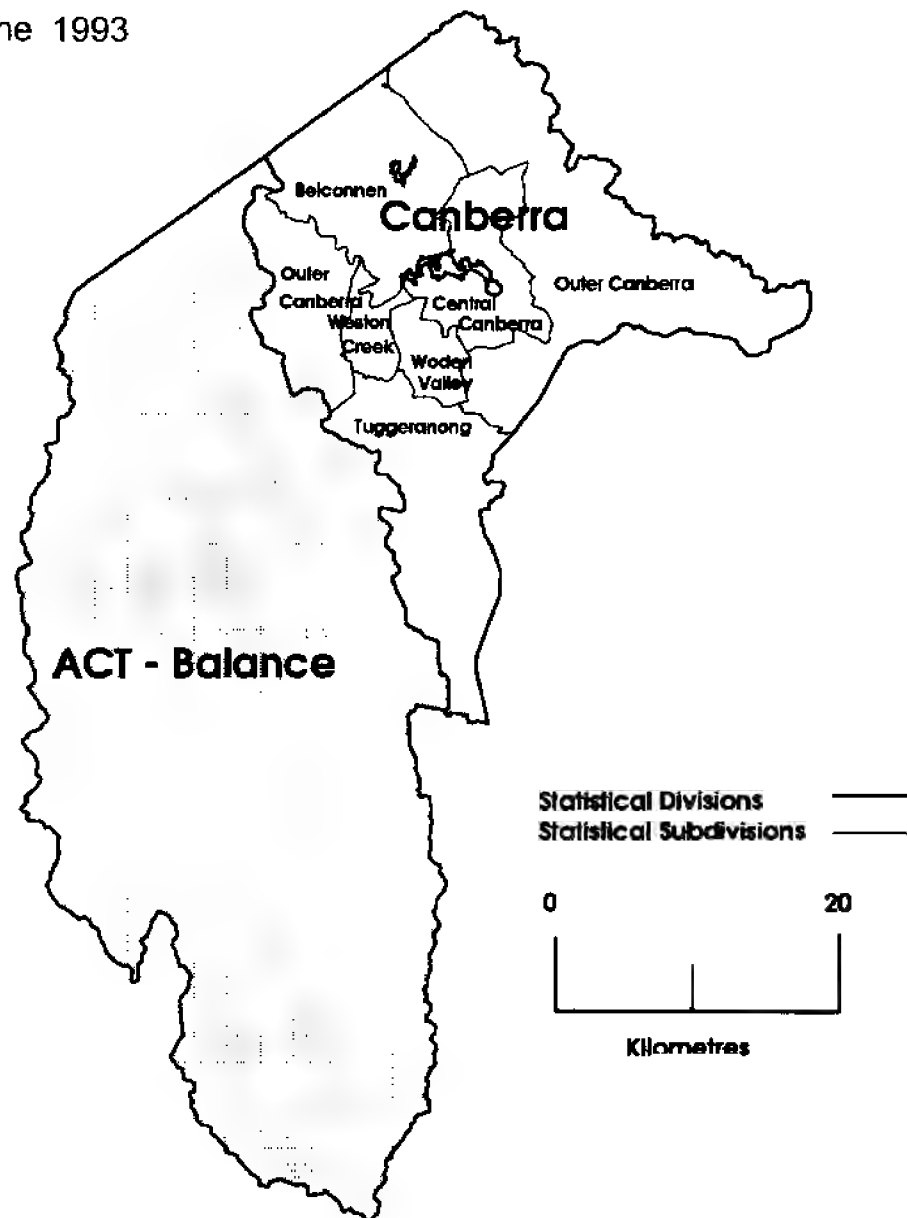 1993
Belconnen
Canberra
Outer
Canberra
Outer Canberra
Central
Canberra
Weston
Creek
Woden
Valley
Tuggeranong
ACT - Balance
Statistical Divisions
Statistical Subdivisions
0 20
Kilometres